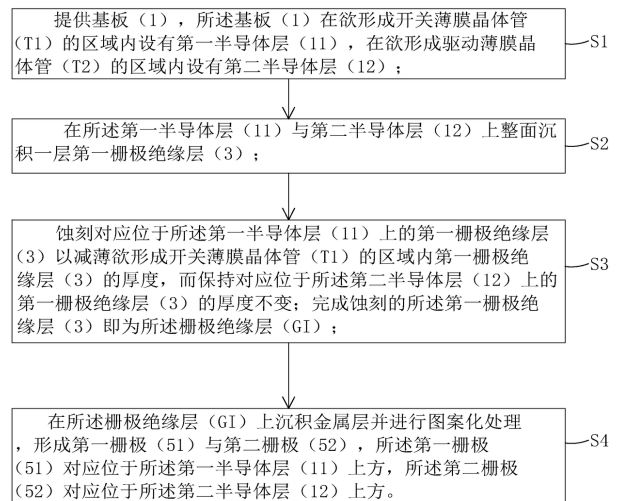 提供基板（1），所述基板（1）在欲形成开关薄膜晶体管
（T1）的区域内设有第一半导体层（11），在欲形成驱动薄膜晶
体管（T2）的区域内设有第二半导体层（12）；
S1
在所述第一半导体层（11）与第二半导体层（12）上整面沉
积一层第一栅极绝缘层（3）；
S2
蚀刻对应位于所述第一半导体层（11）上的第一栅极绝缘层
（3）以减薄欲形成开关薄膜晶体管（T1）的区域内第一栅极绝
缘层（3）的厚度，而保持对应位于所述第二半导体层（12）上的
第一栅极绝缘层（3）的厚度不变；完成蚀刻的所述第一栅极绝
缘层（3）即为所述栅极绝缘层（GI）；
S3
在所述栅极绝缘层（GI）上沉积金属层并进行图案化处理
，形成第一栅极（51）与第二栅极（52），所述第一栅极
（51）对应位于所述第一半导体层（11）上方，所述第二栅极
（52）对应位于所述第二半导体层（12）上方。
S4